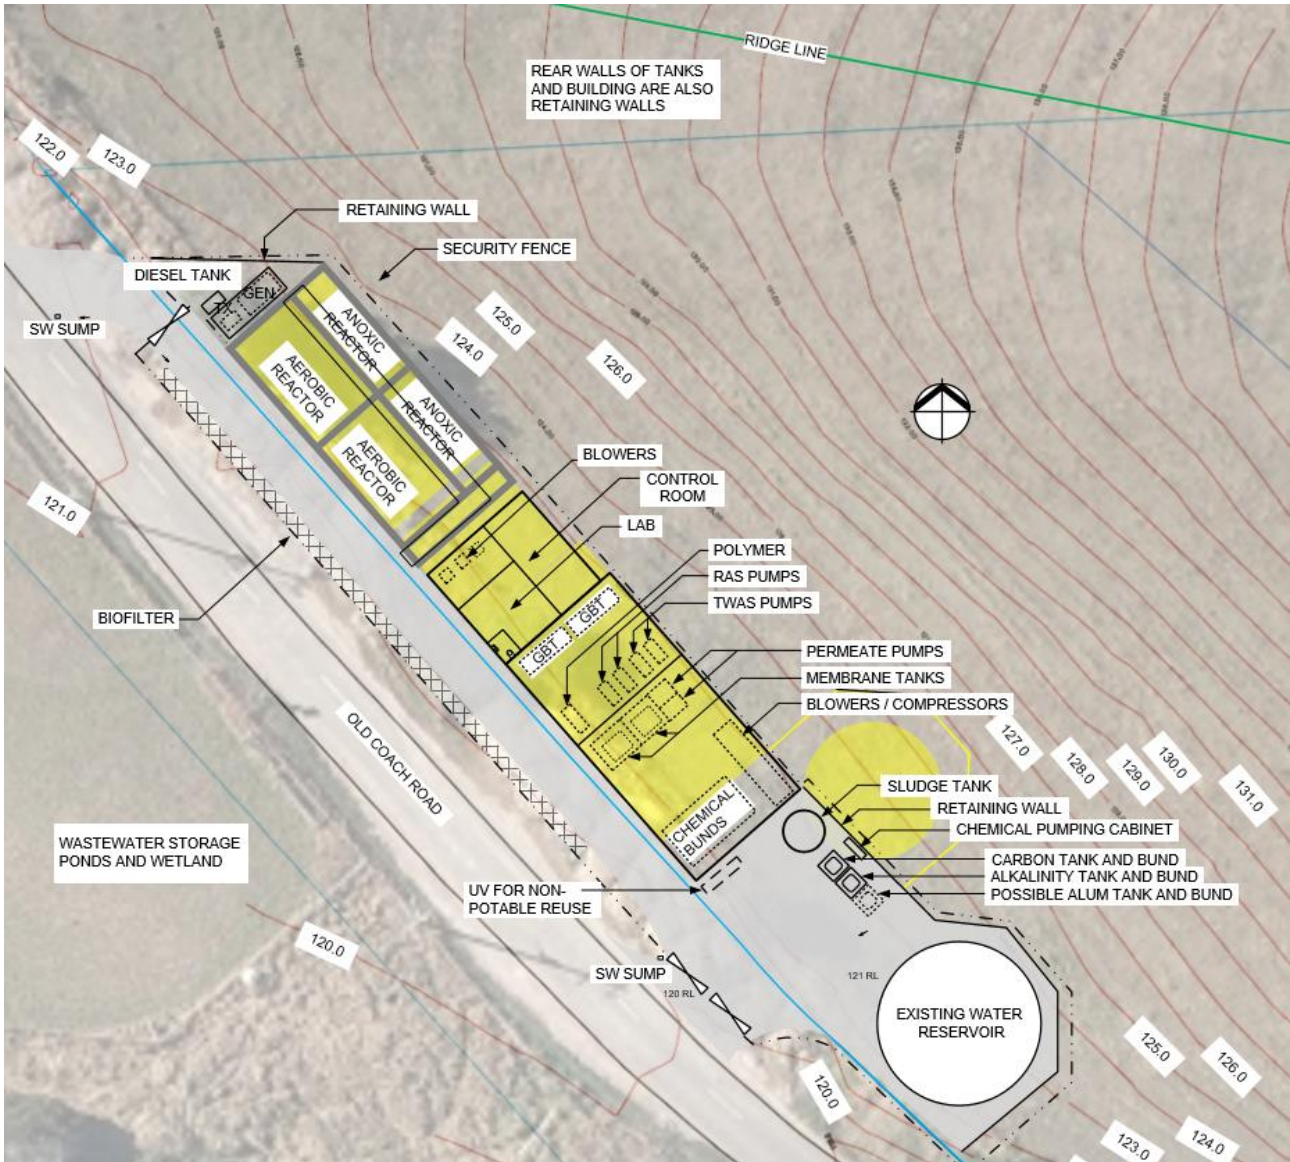 RIDGE LINE
REAR WALLS OF TANKS
AND BUILDING ARE ALSO
RETAINING WALLS
122.0
123.0
RETAINING WALL
SECURITY FENCE
DIESEL TANK
GEN
SW SUMP
125.0
124.0
126.0
ANOXIC
REACTOR
AEROBIC
REACTOR
ANOXIC
REACTOR
AEROBIC
REACTOR
BLOWERS
CONTROL
ROOM
LAB
121.0
POLYMER
RAS PUMPS
TWAS PUMPS
GBT
GBT
BIOFILTER
PERMEATE PUMPS
MEMBRANE TANKS
BLOWERS / COMPRESSORS
OLD COACH ROAD
127.0
128.0
129.0
130.0
131.0
SLUDGE TANK
RETAINING WALL
CHEMICAL PUMPING CABINET
CHEMICAL
BUNDS
WASTEWATER STORAGE
PONDS AND WETLAND
CARBON TANK AND BUND
ALKALINITY TANK AND BUND
POSSIBLE ALUM TANK AND BUND
UV FOR NON-
POTABLE REUSE
120.0
SW SUMP
120 RL
121 RL
EXISTING WATER
RESERVOIR
120.0
125.0
126.0
123.0
124.0